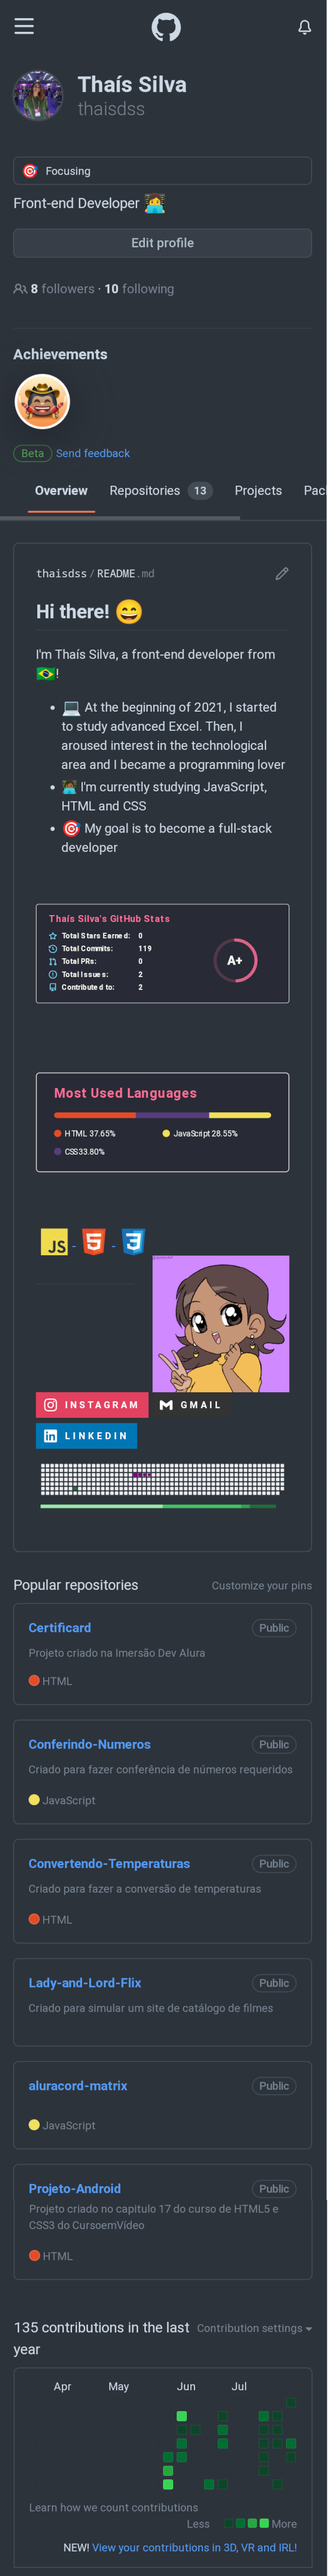 Thaís Silva
thaisdss
🎯 Focusing
Front-end Developer 👩‍💻
Edit profile
8 followers · 10 following
Achievements
Beta Send feedback
Overview Repositories 13 Projects Pac
thaisdss / README.md
Hi there! 😄
I'm Thaís Silva, a front-end developer from
🇧🇷!
• 💻 At the beginning of 2021, I started
to study advanced Excel. Then, I
aroused interest in the technological
area and I became a programming lover
• 👩🏾‍💻 I'm currently studying JavaScript,
HTML and CSS
• 🎯 My goal is to become a full-stack
developer
Thaís Silva's GitHub Stats
Total Stars Earned: 0
Total Commits: 119
Total PRs: 0
Total Issues: 2
Contributed to: 2
A+
Most Used Languages
HTML 37.65%
JavaScript 28.55%
CSS 33.80%
JS 5 3
INSTAGRAM GMAIL
LINKEDIN
Popular repositories Customize your pins
Certificard Public
Projeto criado na Imersão Dev Alura
HTML
Conferindo-Numeros Public
Criado para fazer conferência de números requeridos
JavaScript
Convertendo-Temperaturas Public
Criado para fazer a conversão de temperaturas
HTML
Lady-and-Lord-Flix Public
Criado para simular um site de catálogo de filmes
aluracord-matrix Public
JavaScript
Projeto-Android Public
Projeto criado no capitulo 17 do curso de HTML5 e
CSS3 do CursoemVídeo
HTML
135 contributions in the last Contribution settings
year
Apr May Jun Jul
Learn how we count contributions
Less More
NEW! View your contributions in 3D, VR and IRL!